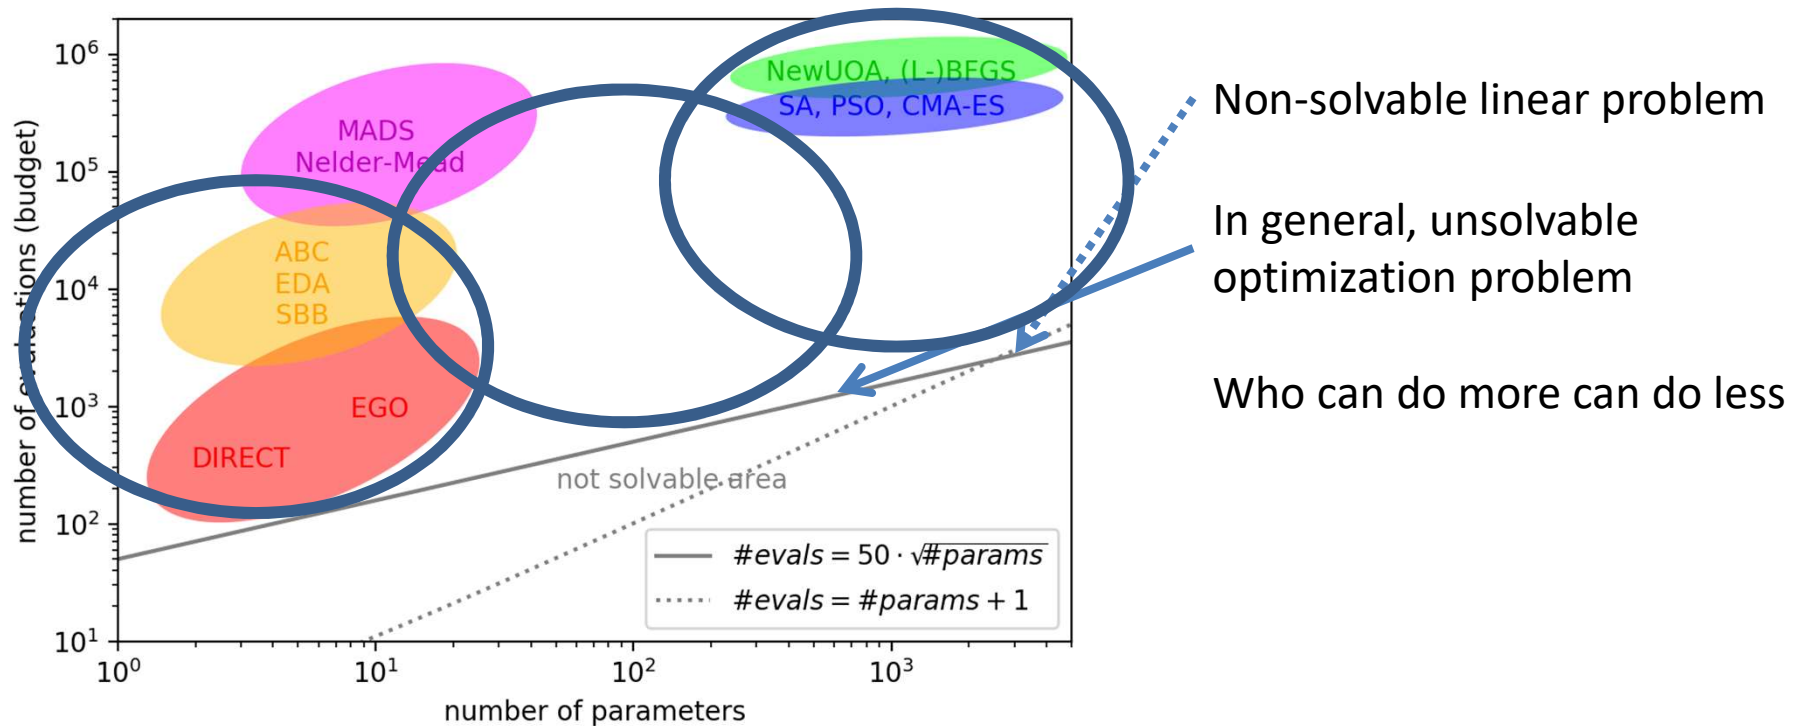 number of evaluations (budget)
10⁶
10⁵
10⁴
10³
10²
10¹
MADS
Nelder-Mead
ABC
EDA
SBB
EGO
DIRECT
NewUOA, (L-)BFGS
SA, PSO, CMA-ES
not solvable area
#evals = 50 · √#params
#evals = #params + 1
10⁰
10¹
10²
10³
number of parameters
Non-solvable linear problem
In general, unsolvable
optimization problem
Who can do more can do less